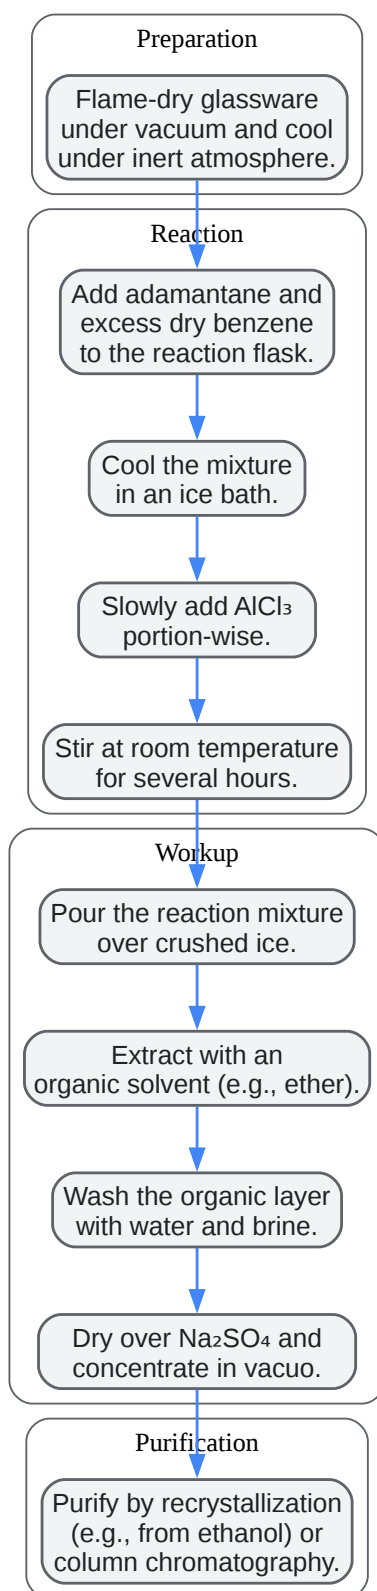 Preparation
Flame-dry glassware
under vacuum and cool
under inert atmosphere.
Reaction
Add adamantane and
excess dry benzene
to the reaction flask.
Cool the mixture
in an ice bath.
Slowly add AlCl₃
portion-wise.
Stir at room temperature
for several hours.
Workup
Pour the reaction mixture
over crushed ice.
Extract with an
organic solvent (e.g., ether).
Wash the organic layer
with water and brine.
Dry over Na₂SO₄ and
concentrate in vacuo.
Purification
Purify by recrystallization
(e.g., from ethanol) or
column chromatography.